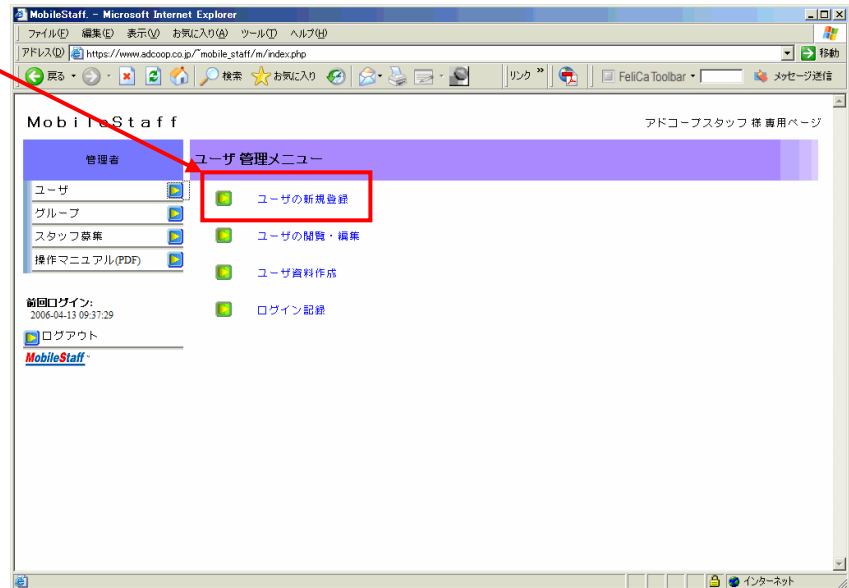 MobileStaff. - Microsoft Internet Explorer
ファイル(F) 編集(E) 表示(V) お気に入り(A) ツール(T) ヘルプ(H)
アドレス(D) https://www.adcoop.co.jp/~mobile_staff/m/index.php 移動
戻る 検索 お気に入り リンク » FeliCa Toolbar メッセージ送信
MobileStaff アドコープスタッフ 様 専用ページ
管理者 ユーザ 管理メニュー
ユーザ
グループ
スタッフ募集
操作マニュアル(PDF)
ユーザの新規登録
ユーザの閲覧・編集
ユーザ資料作成
ログイン記録
前回ログイン:
2006-04-13 09:37:29
ログアウト
MobileStaff
インターネット